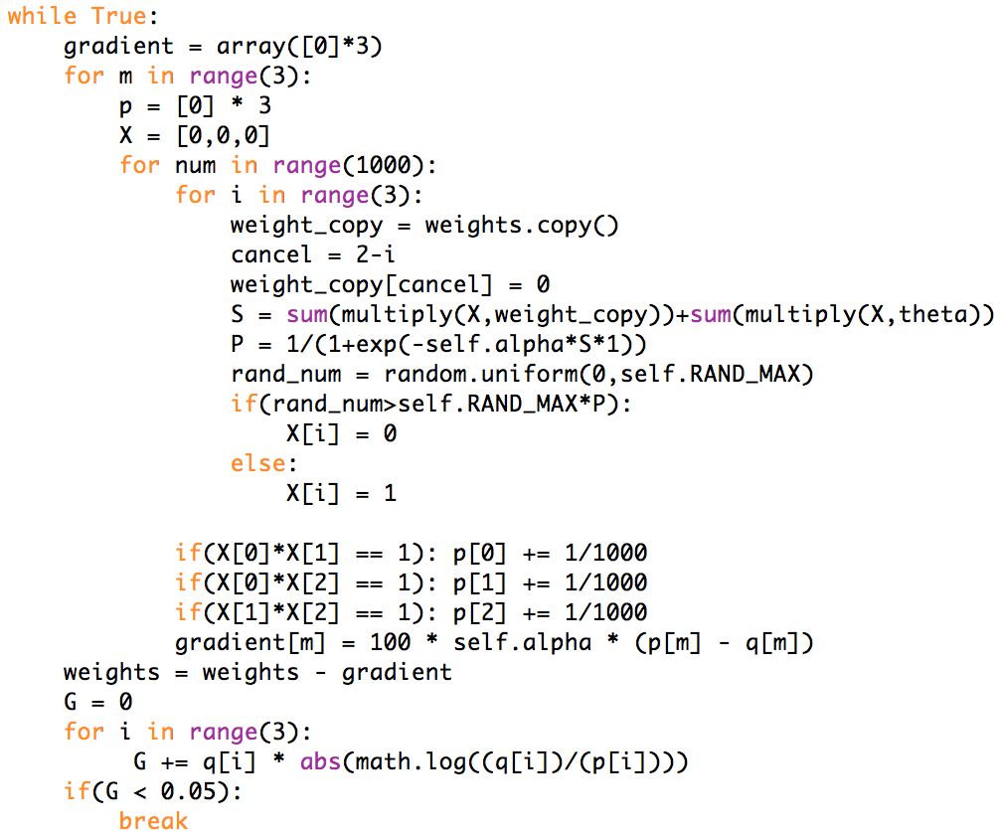 while True:
    gradient = array([0]*3)
    for m in range(3):
        p = [0] * 3
        X = [0,0,0]
        for num in range(1000):
            for i in range(3):
                weight_copy = weights.copy()
                cancel = 2-i
                weight_copy[cancel] = 0
                S = sum(multiply(X,weight_copy))+sum(multiply(X,theta))
                P = 1/(1+exp(-self.alpha*S*1))
                rand_num = random.uniform(0,self.RAND_MAX)
                if(rand_num>self.RAND_MAX*P):
                    X[i] = 0
                else:
                    X[i] = 1

            if(X[0]*X[1] == 1): p[0] += 1/1000
            if(X[0]*X[2] == 1): p[1] += 1/1000
            if(X[1]*X[2] == 1): p[2] += 1/1000
            gradient[m] = 100 * self.alpha * (p[m] - q[m])
    weights = weights - gradient
    G = 0
    for i in range(3):
         G += q[i] * abs(math.log((q[i])/(p[i])))
    if(G < 0.05):
        break